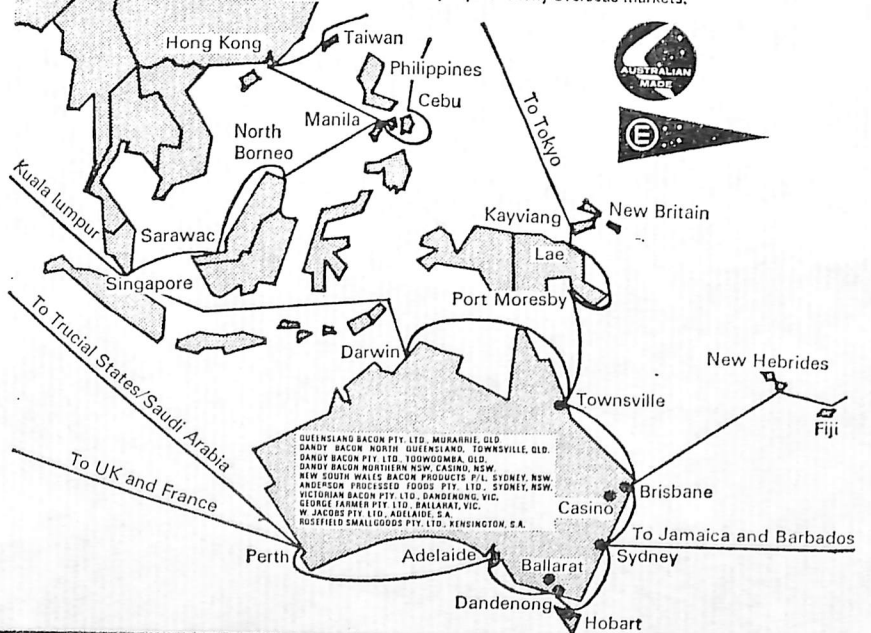 Overseas markets.
Hong Kong
Taiwan
Philippines
Cebu
Manila
North
Borneo
To Tokyo
AUSTRALIAN
MADE
E
Kuala lumpur
Sarawac
Singapore
Kayviang
New Britain
Lae
Port Moresby
To Trucial States/Saudi Arabia
Darwin
New Hebrides
Fiji
Townsville
To UK and France
QUEENSLAND BACON PTY. LTD., MURARRIE, QLD.
DANDY BACON NORTH QUEENSLAND, TOWNSVILLE, QLD.
DANDY BACON PTY. LTD., TOOWOOMBA, QLD.
DANDY BACON NORTHERN NSW, CASINO, NSW.
NEW SOUTH WALES BACON PRODUCTS P/L, SYDNEY, NSW.
ANDERSON PROCESSED FOODS PTY. LTD., SYDNEY, NSW.
VICTORIAN BACON PTY. LTD., DANDENONG, VIC.
GEORGE FARMER PTY. LTD., BALLARAT, VIC.
W. JACOBS PTY. LTD., ADELAIDE, S.A.
ROSEFIELD SMALLGOODS PTY. LTD., KENSINGTON, S.A.
Brisbane
Casino
To Jamaica and Barbados
Sydney
Perth
Adelaide
Ballarat
Dandenong
Hobart